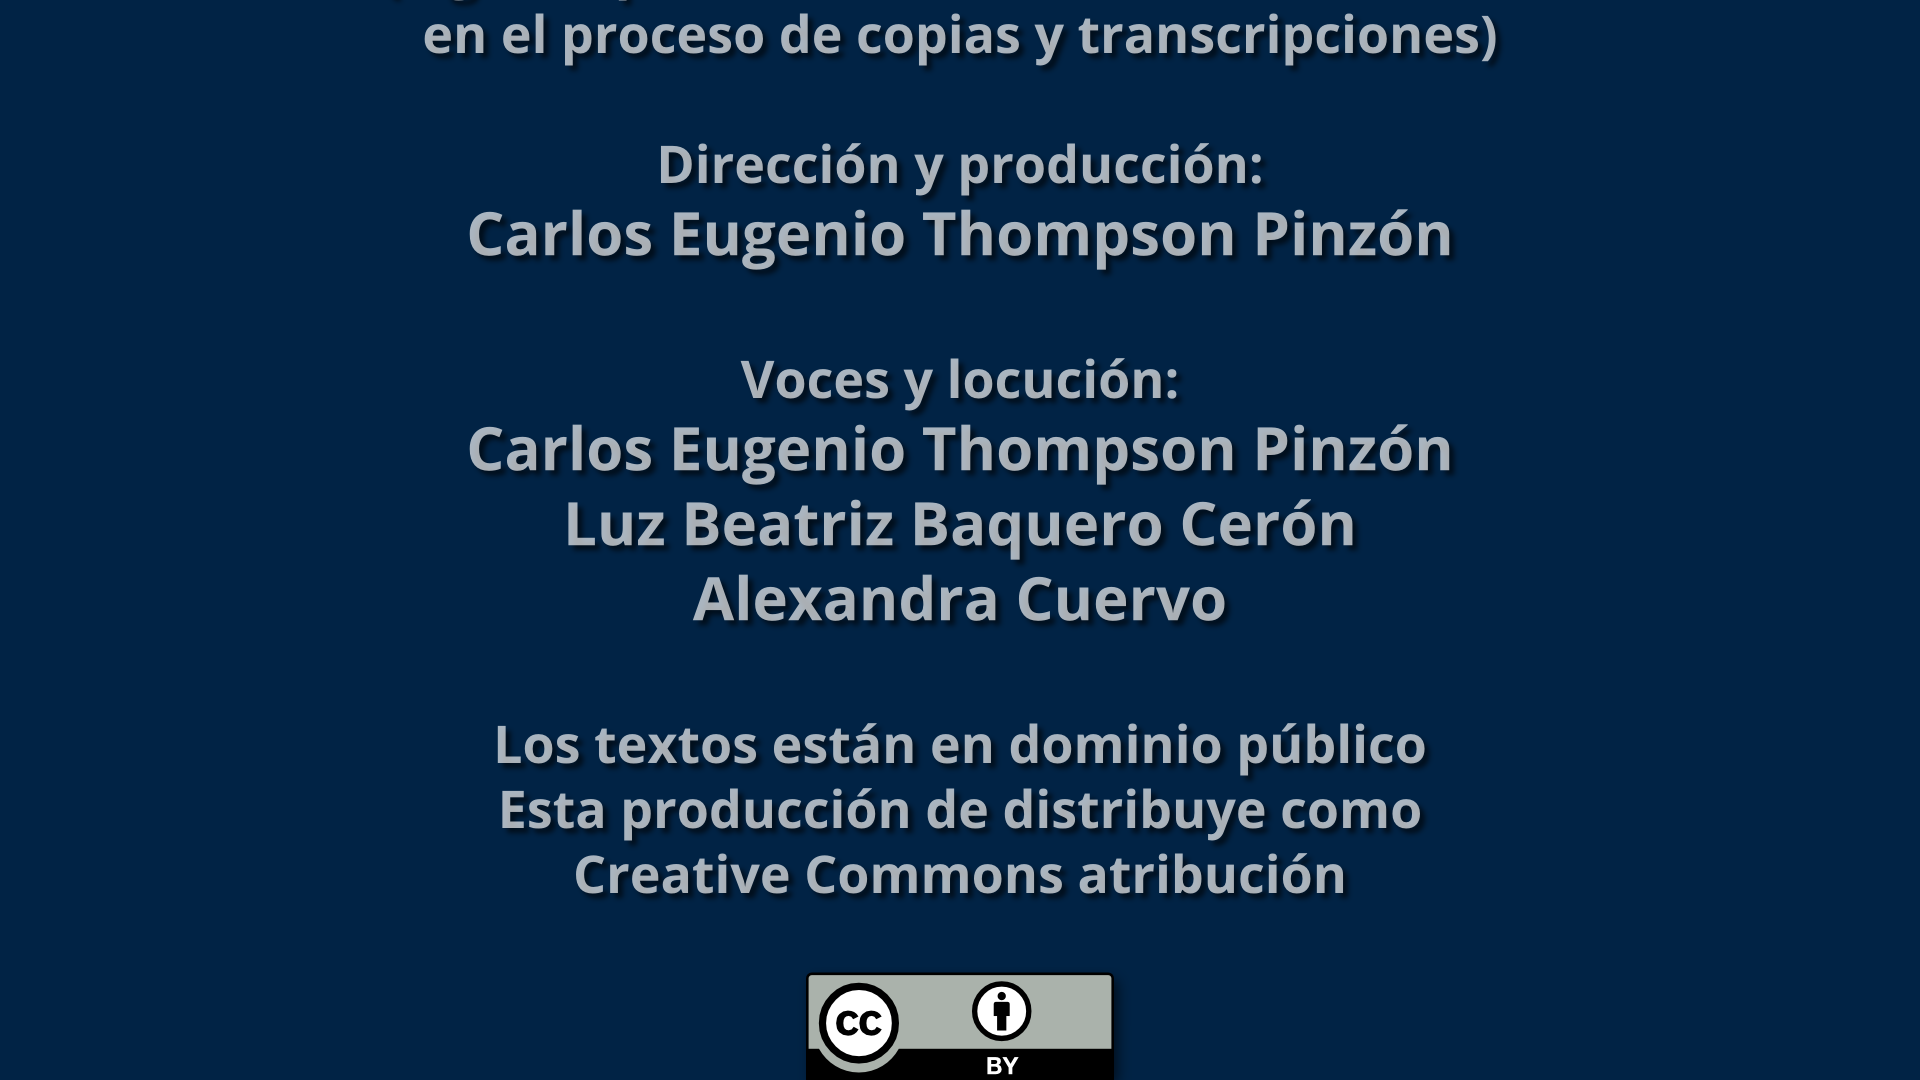 en el proceso de copias y transcripciones)
Dirección y producción:
Carlos Eugenio Thompson Pinzón
Voces y locución:
Carlos Eugenio Thompson Pinzón
Luz Beatriz Baquero Cerón
Alexandra Cuervo
Los textos están en dominio público
Esta producción de distribuye como
Creative Commons atribución
cc
BY